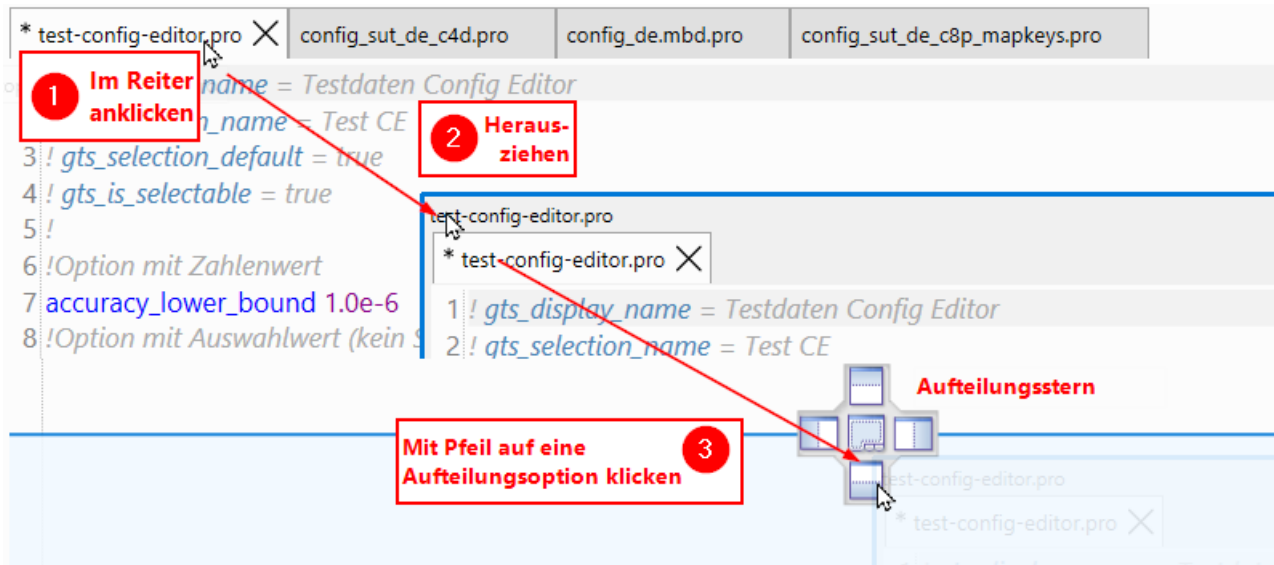 * test-config-editor.pro
config_sut_de_c4d.pro
config_de.mbd.pro
config_sut_de_c8p_mapkeys.pro
1 Im Reiter
anklicken
name = Testdaten Config Editor
_name = Test CE
2 Heraus-
ziehen
3 ! gts_selection_default = true
4 ! gts_is_selectable = true
5 !
6 !Option mit Zahlenwert
7 accuracy_lower_bound 1.0e-6
8 !Option mit Auswahlwert (kein
test-config-editor.pro
* test-config-editor.pro
1 ! gts_display_name = Testdaten Config Editor
2 ! gts_selection_name = Test CE
Aufteilungsstern
Mit Pfeil auf eine 3
Aufteilungsoption klicken
test-config-editor.pro
* test-config-editor.pro